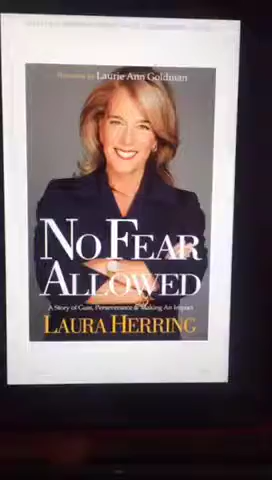 Foreword by Laurie Ann Goldman
NO FEAR
ALLOWED
A Story of Guts, Perseverance & Making An Impact
LAURA HERRING